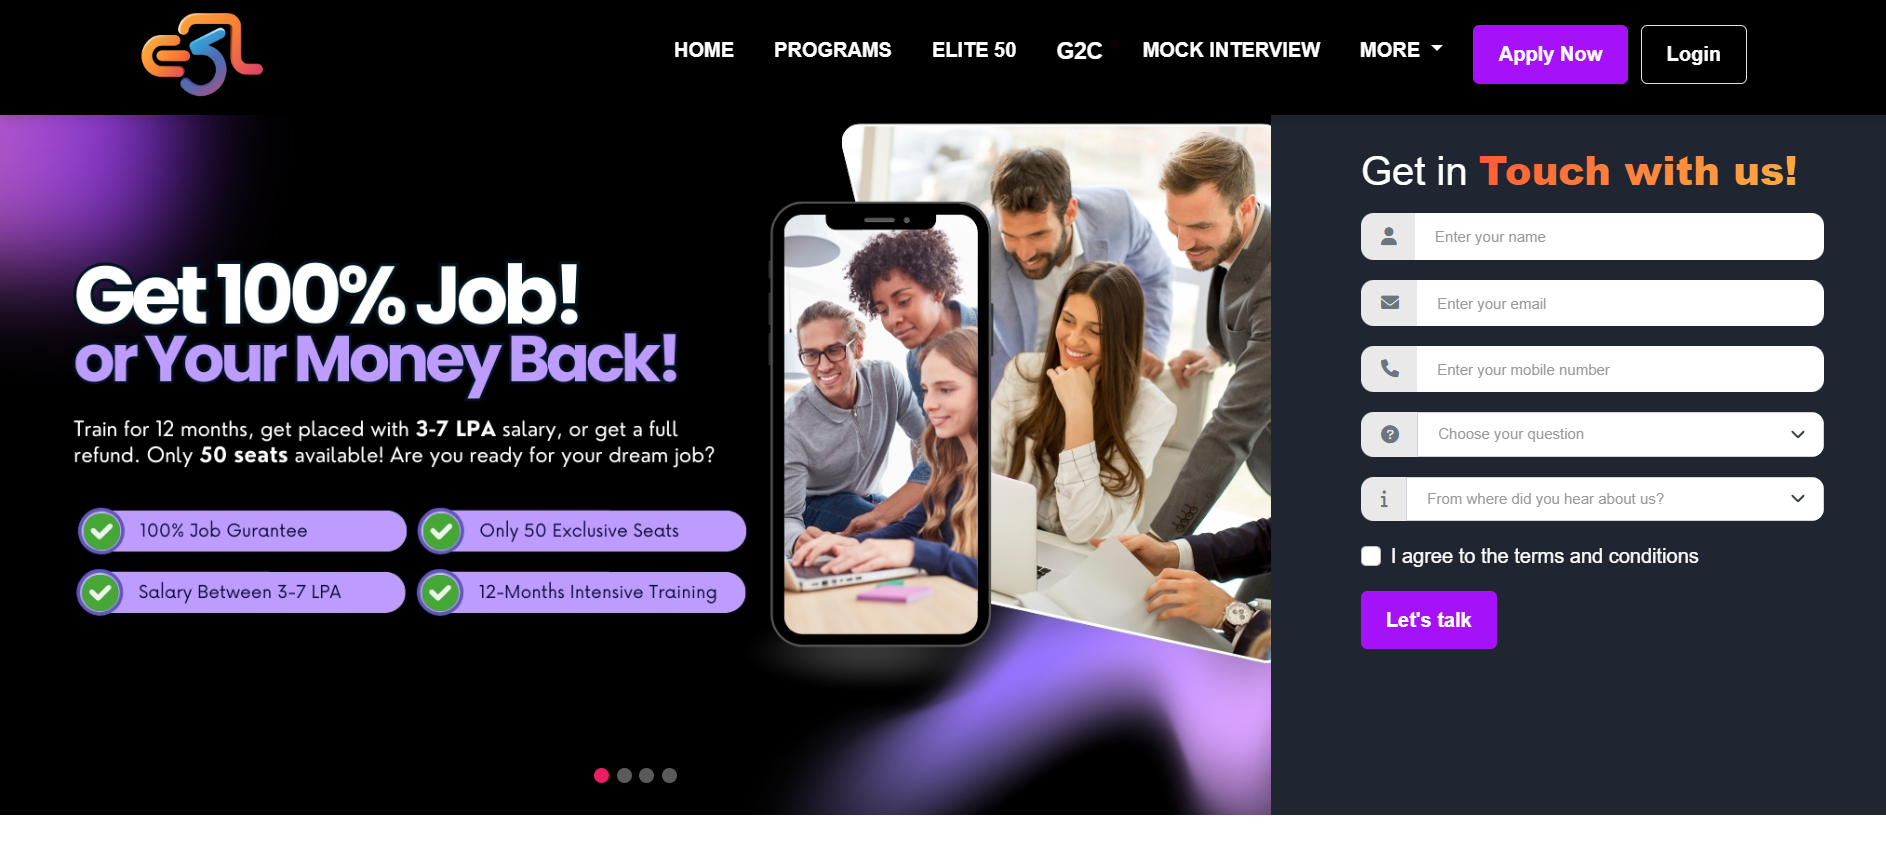 e3L
HOME
PROGRAMS
ELITE 50
G2C
MOCK INTERVIEW
MORE
Apply Now
Login
Get 100% Job!
or Your Money Back!
Train for 12 months, get placed with 3-7 LPA salary, or get a full
refund. Only 50 seats available! Are you ready for your dream job?
100% Job Gurantee
Only 50 Exclusive Seats
Salary Between 3-7 LPA
12-Months Intensive Training
Get in Touch with us!
Enter your name
Enter your email
Enter your mobile number
Choose your question
From where did you hear about us?
I agree to the terms and conditions
Let's talk